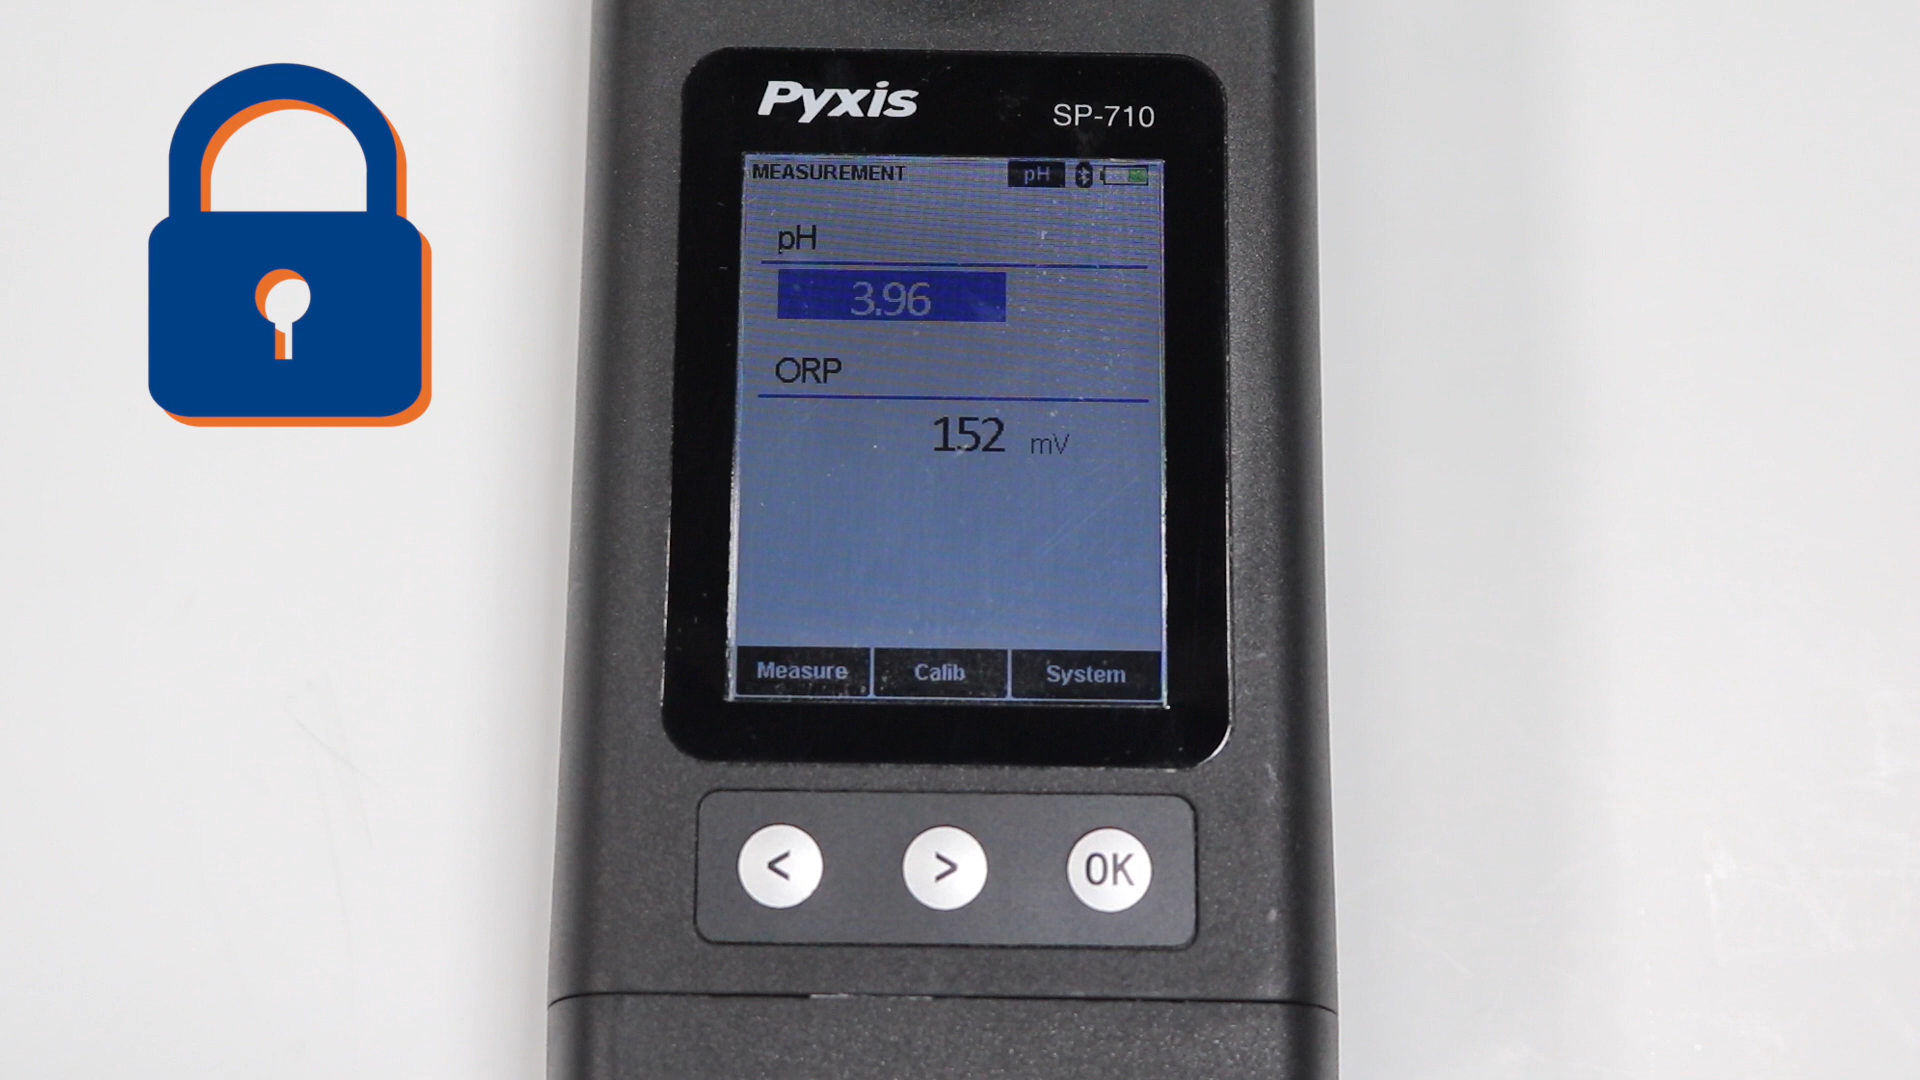 Pyxis
SP-710
MEASUREMENT pH
pH
3.96
ORP
152 mV
Measure Calib System
< > OK